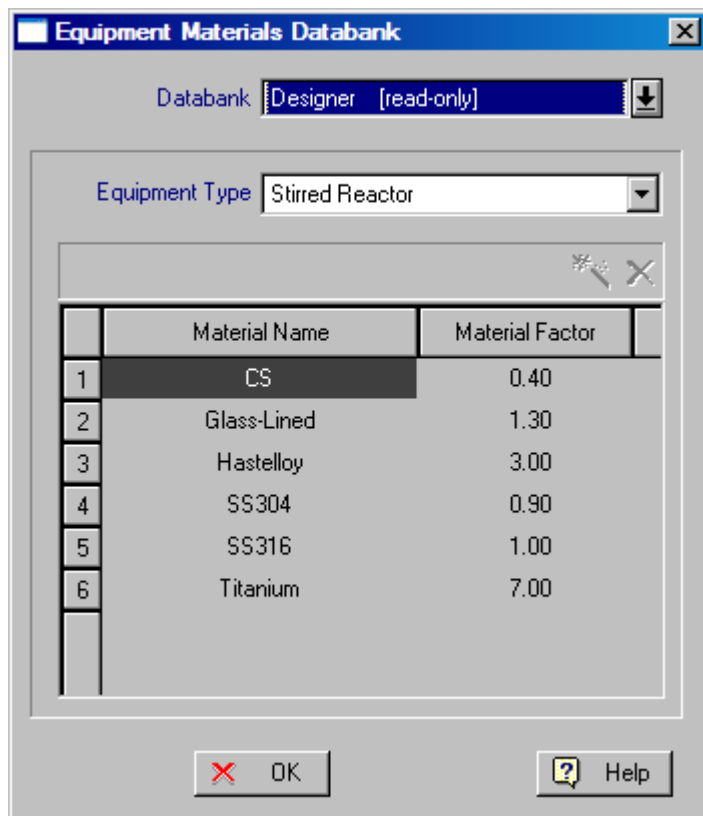 Equipment Materials Databank
Databank Designer [read-only]
Equipment Type Stirred Reactor
Material Name Material Factor
1 CS 0.40
2 Glass-Lined 1.30
3 Hastelloy 3.00
4 SS304 0.90
5 SS316 1.00
6 Titanium 7.00
OK Help